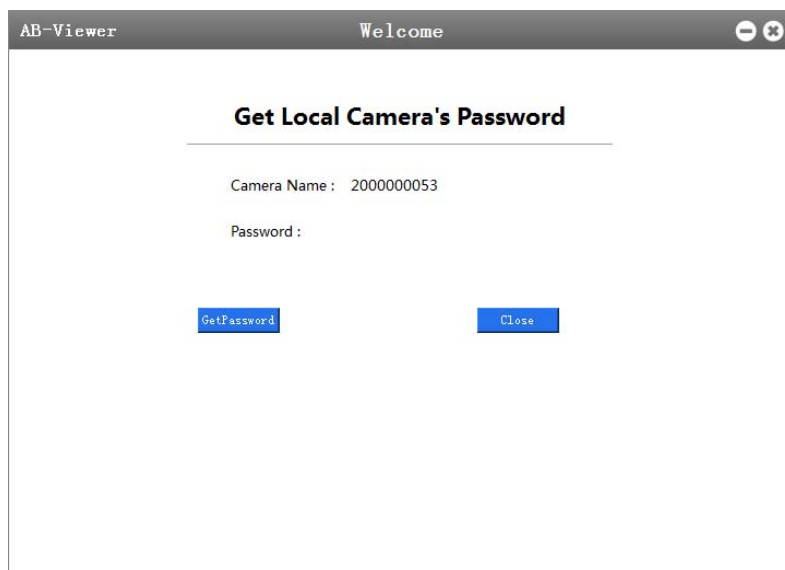 AB-Viewer Welcome
Get Local Camera's Password
Camera Name : 2000000053
Password :
GetPassword Close